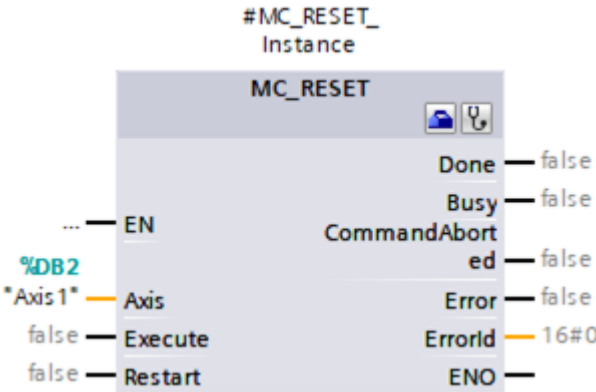 #MC_RESET_
Instance
MC_RESET
Done false
Busy false
... EN
CommandAbort
ed false
%DB2
"Axis1" Axis
Error false
false Execute
ErrorId 16#0
false Restart
ENO